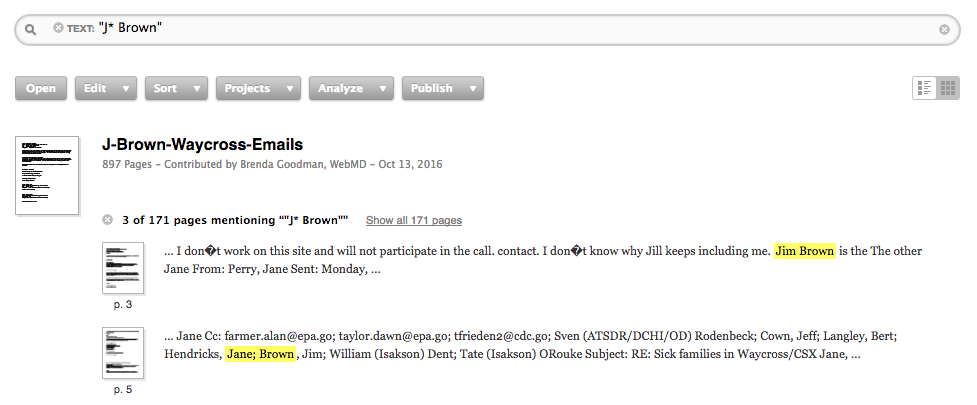 TEXT: "J* Brown"
Open Edit Sort Projects Analyze Publish
J-Brown-Waycross-Emails
897 Pages – Contributed by Brenda Goodman, WebMD – Oct 13, 2016
3 of 171 pages mentioning “"J* Brown"” Show all 171 pages
... I don�t work on this site and will not participate in the call. contact. I don�t know why Jill keeps including me. Jim Brown is the The other
Jane From: Perry, Jane Sent: Monday, ...
p. 3
... Jane Cc: farmer.alan@epa.go; taylor.dawn@epa.go; tfrieden2@cdc.go; Sven (ATSDR/DCHI/OD) Rodenbeck; Cown, Jeff; Langley, Bert;
Hendricks, Jane; Brown, Jim; William (Isakson) Dent; Tate (Isakson) ORouke Subject: RE: Sick families in Waycross/CSX Jane, ...
p. 5